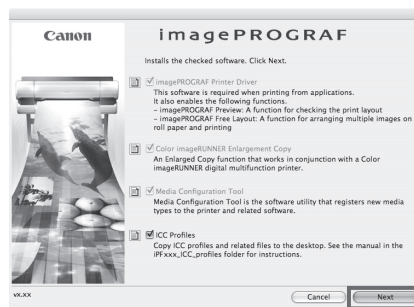 Canon
imagePROGRAF
Installs the checked software. Click Next.
imagePROGRAF Printer Driver
This software is required when printing from applications.
It also enables the following functions.
- imagePROGRAF Preview: A function for checking the print layout
- imagePROGRAF Free Layout: A function for arranging multiple images on
roll paper and printing
Color imageRUNNER Enlargement Copy
An Enlarged Copy function that works in conjunction with a Color
imageRUNNER digital multifunction printer.
Media Configuration Tool
Media Configuration Tool is the software utility that registers new media
types to the printer and related software.
ICC Profiles
Copy ICC profiles and related files to the desktop. See the manual in the
iPFxxx_ICC_profiles folder for instructions.
vX.XX
Cancel
Next